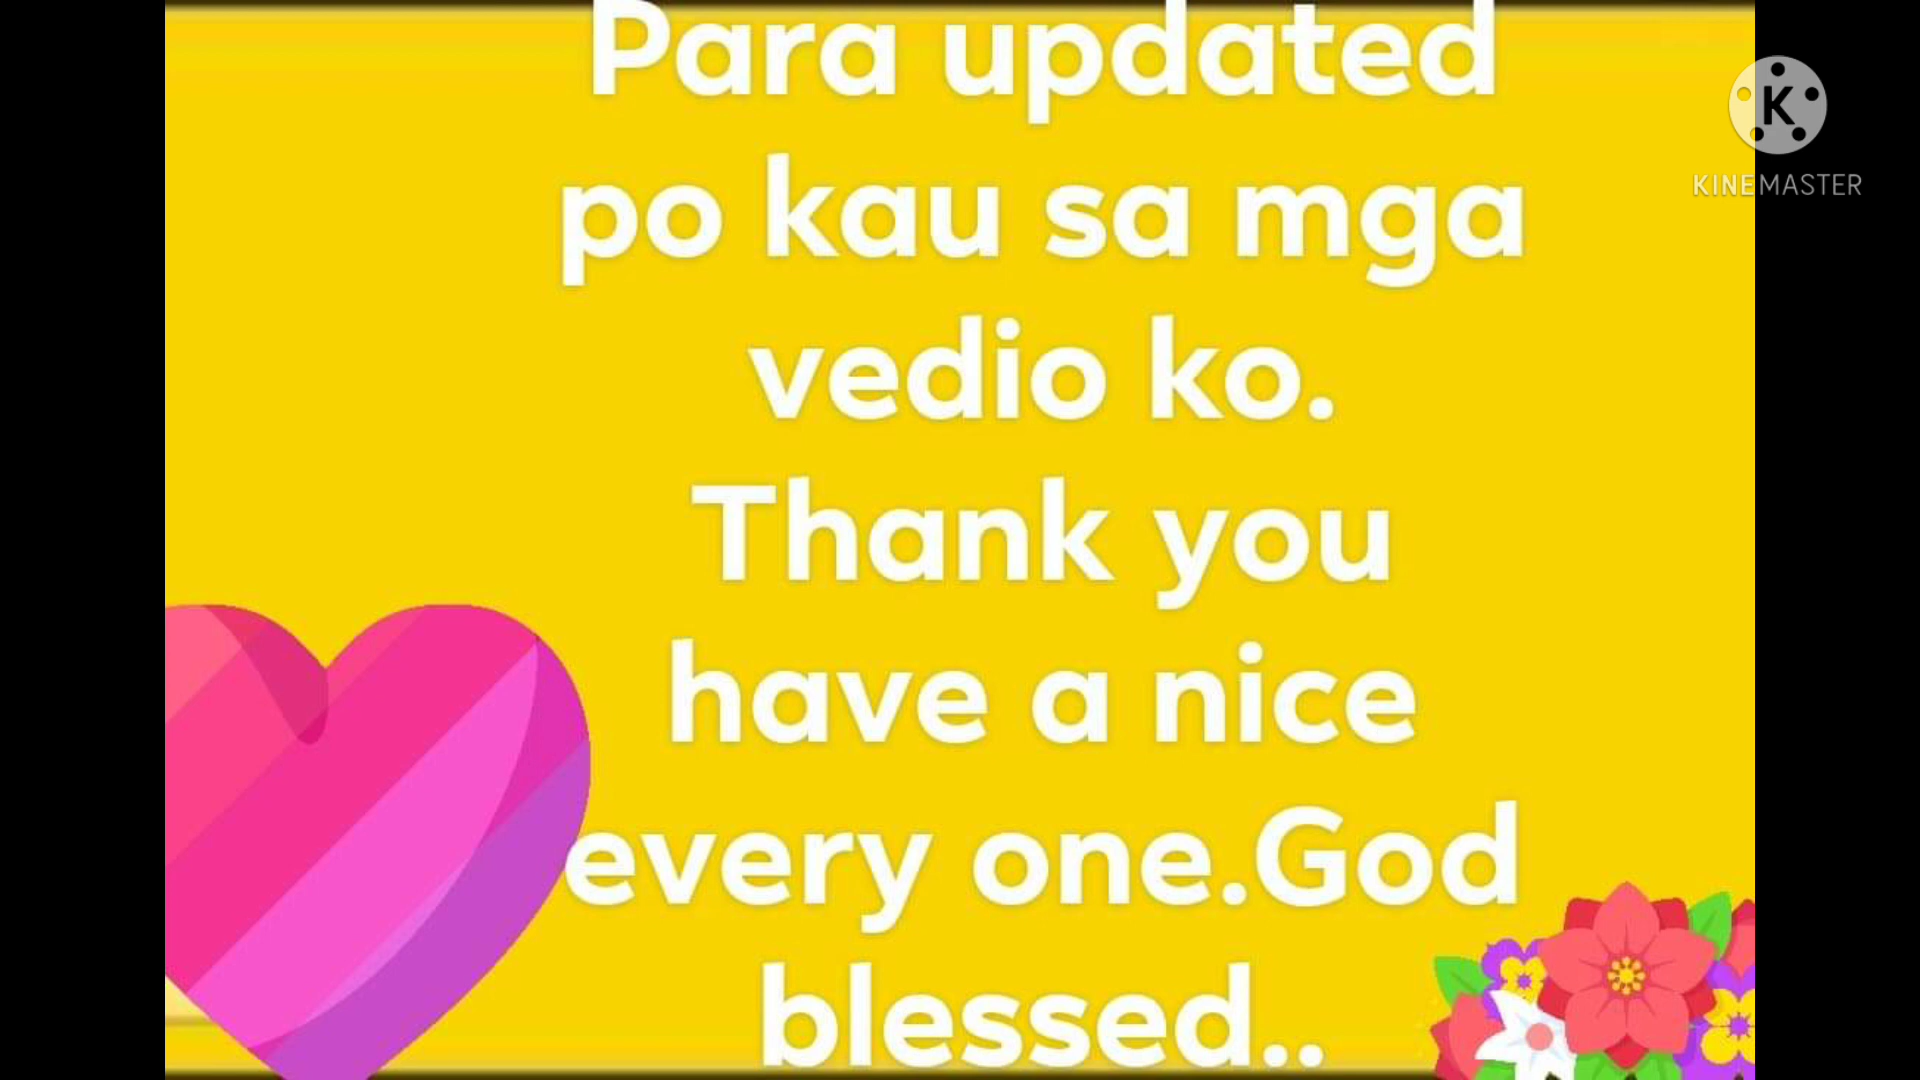 Para updated
po kau sa mga
vedio ko.
Thank you
have a nice
every one.God
blessed..
K
KINEMASTER